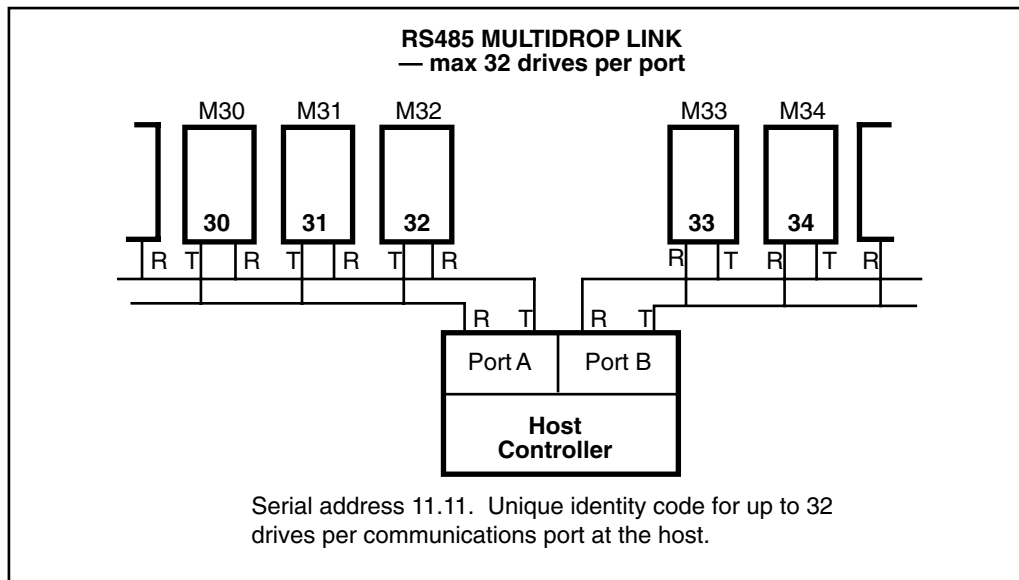 RS485 MULTIDROP LINK
— max 32 drives per port
M30 M31 M32 M33 M34
30 31 32 33 34
R T R T R T R R T R T R
R T R T
Port A Port B
Host
Controller
Serial address 11.11. Unique identity code for up to 32
drives per communications port at the host.